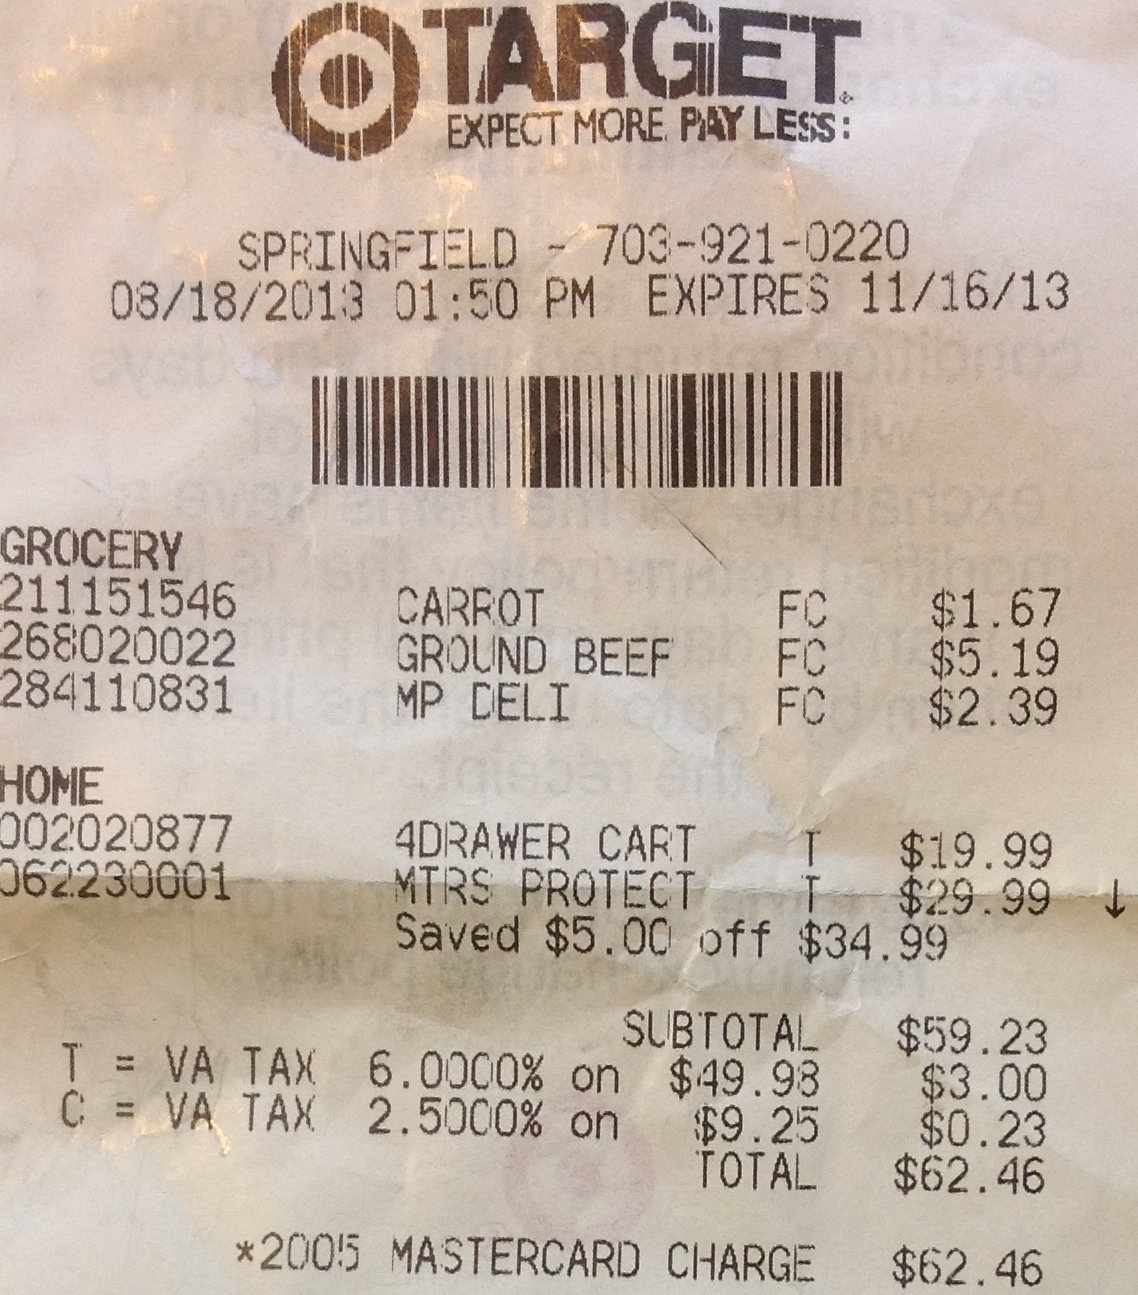 TARGET
EXPECT MORE. PAY LESS.
SPRINGFIELD - 703-921-0220
08/18/2013 01:50 PM EXPIRES 11/16/13
GROCERY
211151546 CARROT FC $1.67
268020022 GROUND BEEF FC $5.19
284110831 MP DELI FC $2.39
HOME
002020877 4DRAWER CART T $19.99
062230001 MTRS PROTECT T $29.99 ↓
Saved $5.00 off $34.99
SUBTOTAL $59.23
T = VA TAX 6.0000% on $49.98 $3.00
C = VA TAX 2.5000% on $9.25 $0.23
TOTAL $62.46
*2005 MASTERCARD CHARGE $62.46